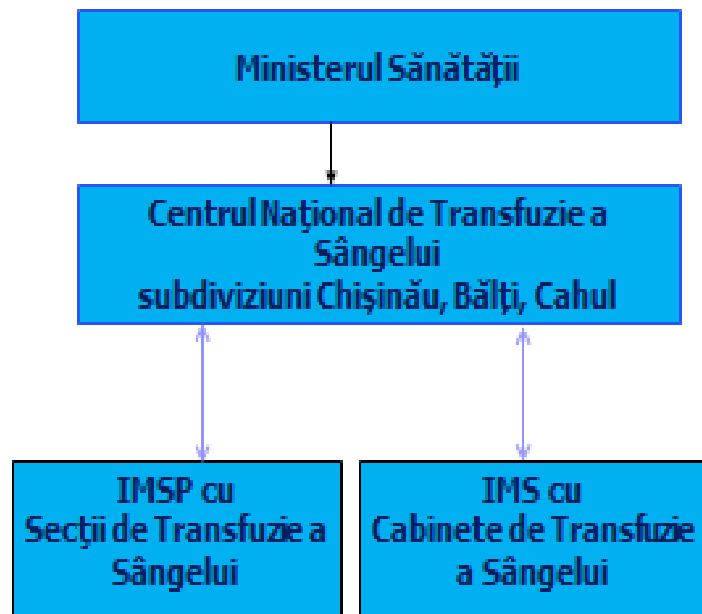 Ministerul Sănătăţii
Centrul Naţional de Transfuzie a
Sângelui
subdiviziuni Chişinău, Bălţi, Cahul
IMSP cu
Secţii de Transfuzie a
Sângelui
IMS cu
Cabinete de Transfuzie
a Sângelui